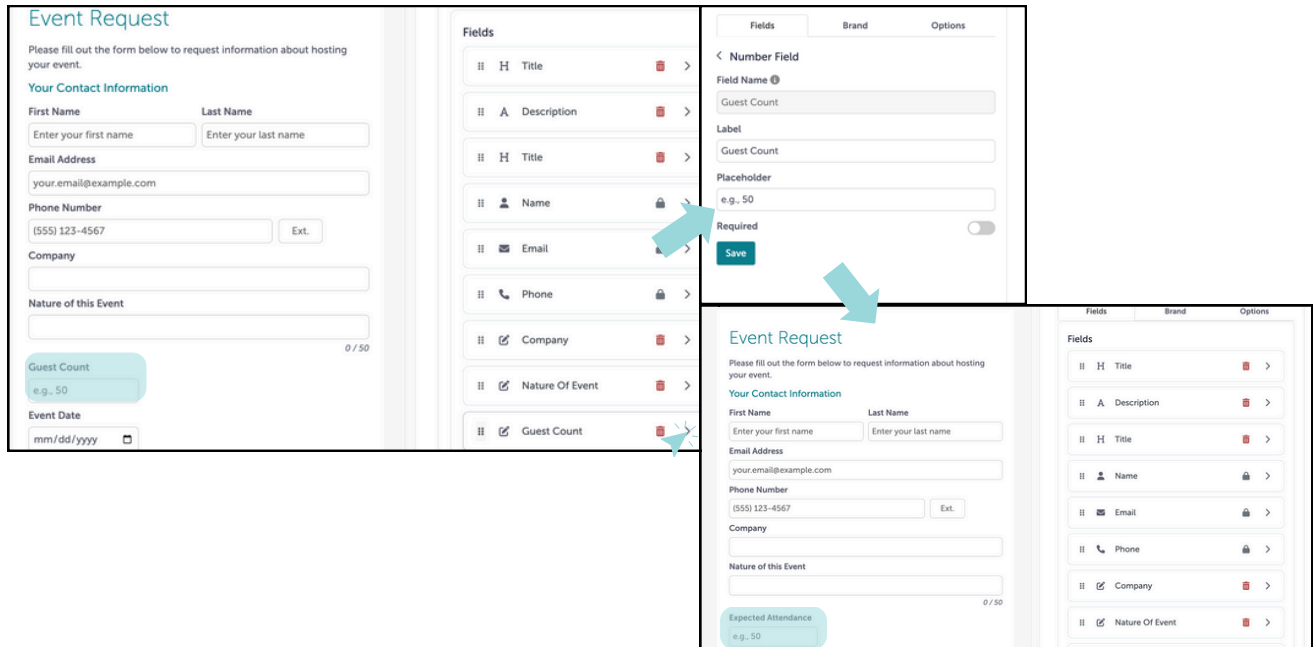 Event Request
Please fill out the form below to request information about hosting
your event.
Your Contact Information
First Name Last Name
Enter your first name Enter your last name
Email Address
your.email@example.com
Phone Number
(555) 123-4567 Ext.
Company
Nature of this Event
0 / 50
Guest Count
e.g., 50
Event Date
mm/dd/yyyy
Fields
H Title
A Description
H Title
Name
Email
Phone
Company
Nature Of Event
Guest Count
Fields Brand Options
Number Field
Field Name
Guest Count
Label
Guest Count
Placeholder
e.g., 50
Required
Save
Event Request
Please fill out the form below to request information about hosting
your event.
Your Contact Information
First Name Last Name
Enter your first name Enter your last name
Email Address
your.email@example.com
Phone Number
(555) 123-4567 Ext.
Company
Nature of this Event
0 / 50
Expected Attendance
e.g., 50
Fields Brand Options
Fields
H Title
A Description
H Title
Name
Email
Phone
Company
Nature Of Event